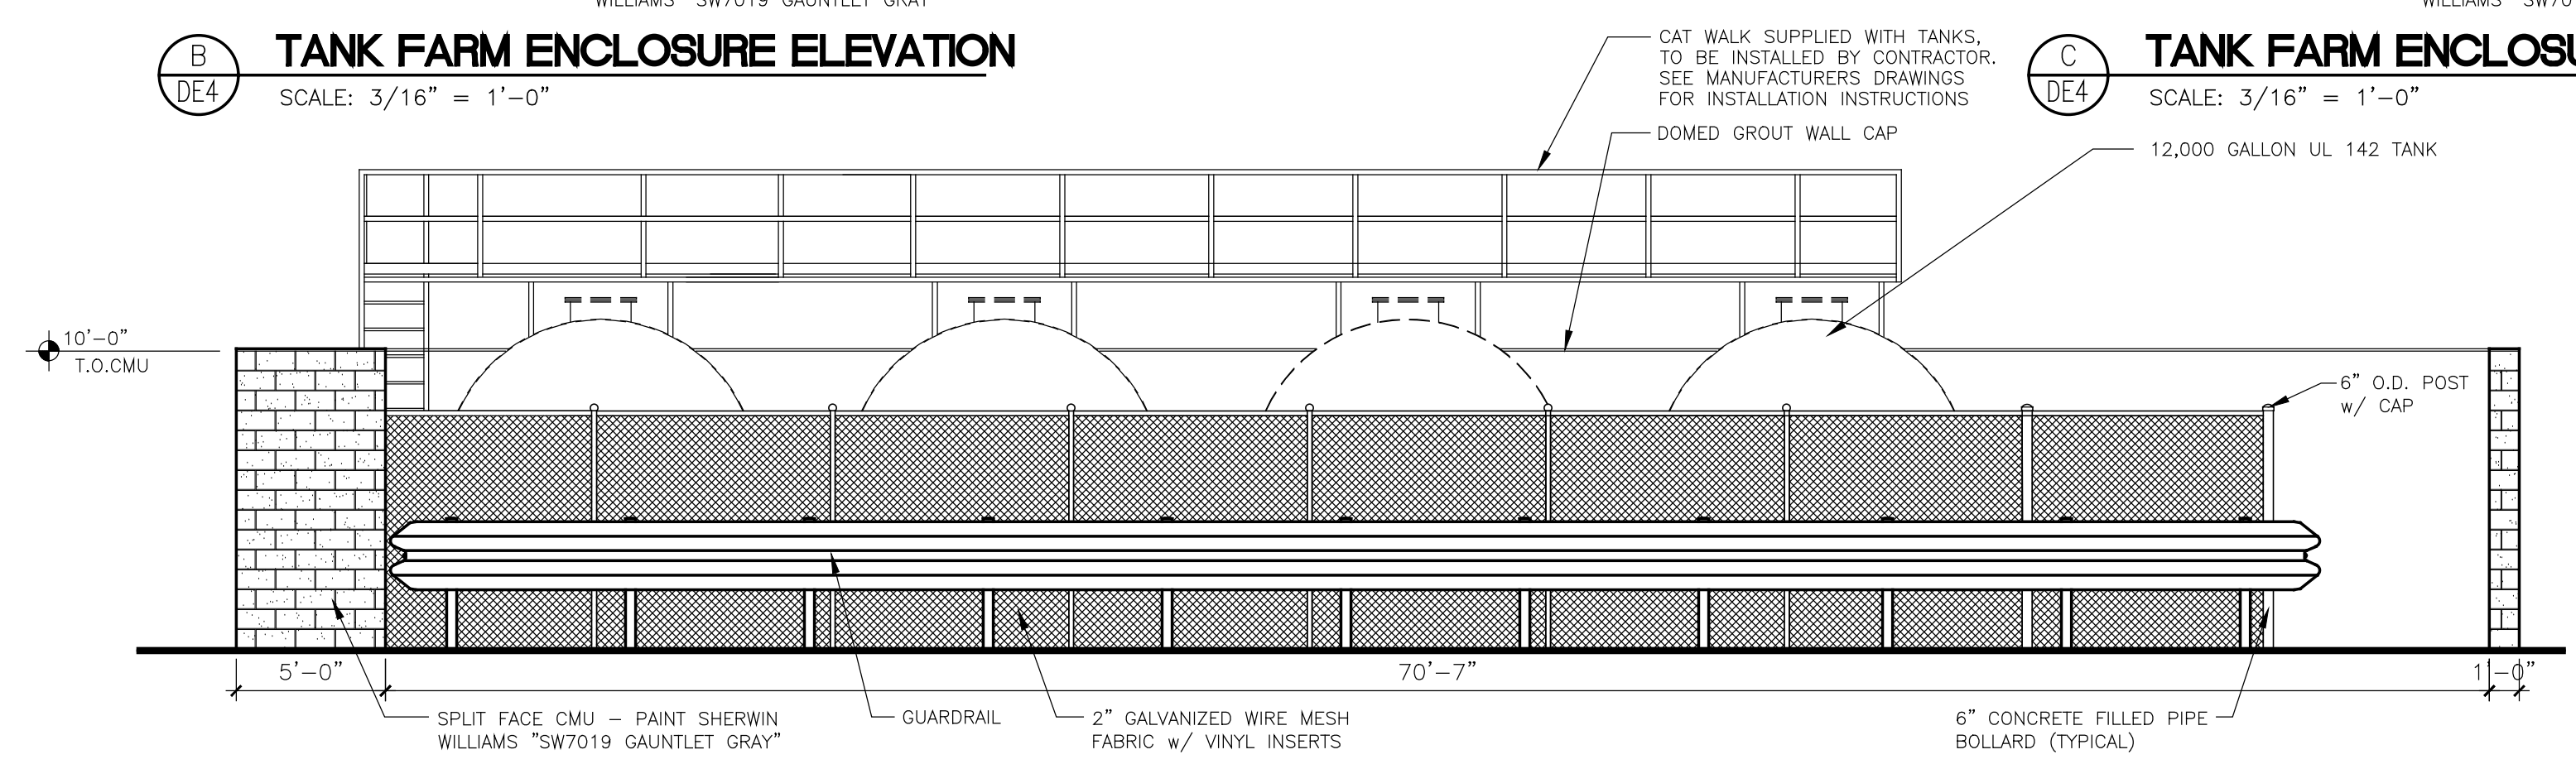 WILLIAMS "SW7019 GAUNTLET GRAY"
B
DE4
TANK FARM ENCLOSURE ELEVATION
SCALE: 3/16" = 1'-0"
CAT WALK SUPPLIED WITH TANKS,
TO BE INSTALLED BY CONTRACTOR.
SEE MANUFACTURERS DRAWINGS
FOR INSTALLATION INSTRUCTIONS
DOMED GROUT WALL CAP
C
DE4
TANK FARM ENCLOSU
SCALE: 3/16" = 1'-0"
12,000 GALLON UL 142 TANK
10'-0"
T.O.CMU
6" O.D. POST
w/ CAP
5'-0"
70'-7"
1'-0"
SPLIT FACE CMU – PAINT SHERWIN
WILLIAMS "SW7019 GAUNTLET GRAY"
GUARDRAIL
2" GALVANIZED WIRE MESH
FABRIC w/ VINYL INSERTS
6" CONCRETE FILLED PIPE
BOLLARD (TYPICAL)